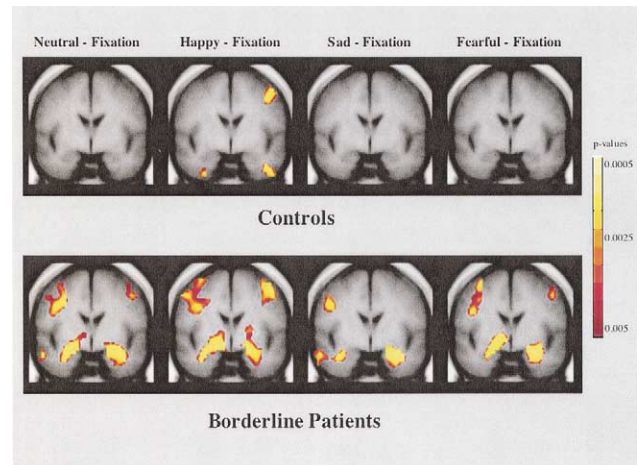 Neutral - Fixation Happy - Fixation Sad - Fixation Fearful - Fixation
p-values
0.0005
0.0025
0.005
Controls
Borderline Patients